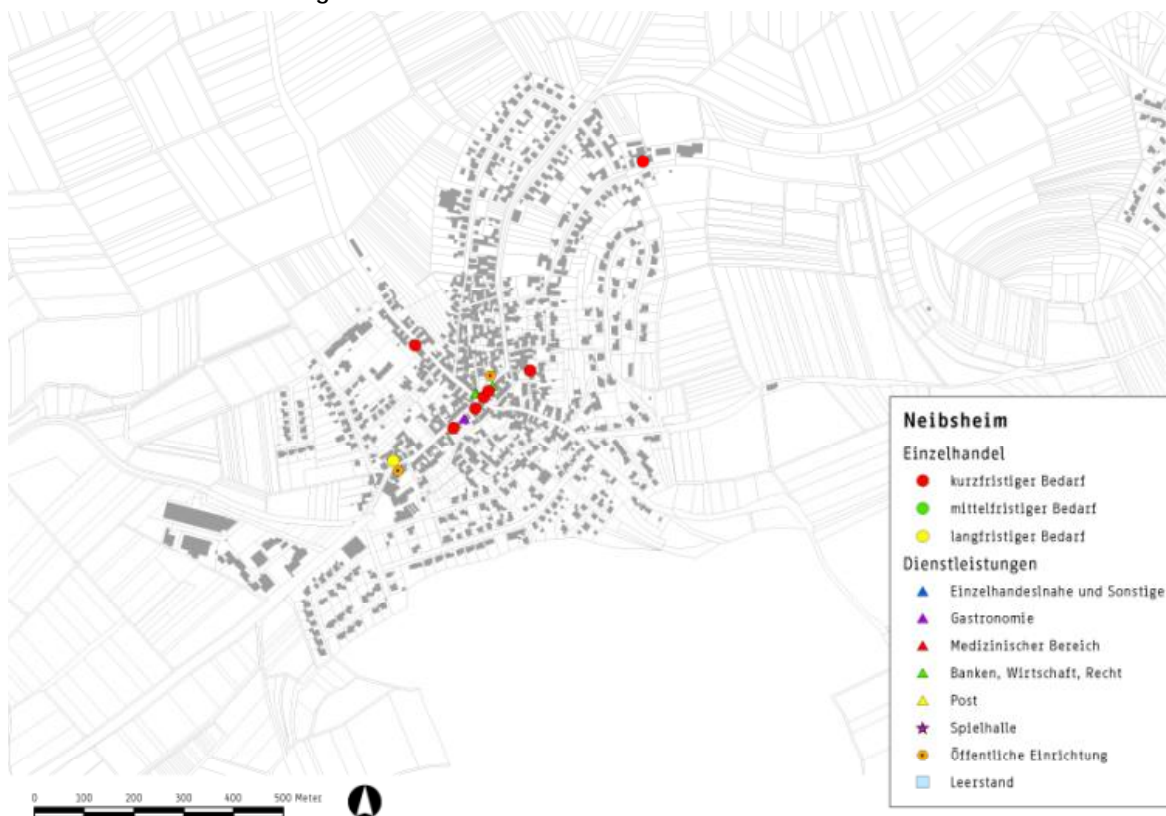 Neibsheim
Einzelhandel
kurzfristiger Bedarf
mittelfristiger Bedarf
langfristiger Bedarf
Dienstleistungen
Einzelhandeslnahe und Sonstige
Gastronomie
Medizinischer Bereich
Banken, Wirtschaft, Recht
Post
Spielhalle
Öffentliche Einrichtung
Leerstand
0 100 200 300 400 500 Meter